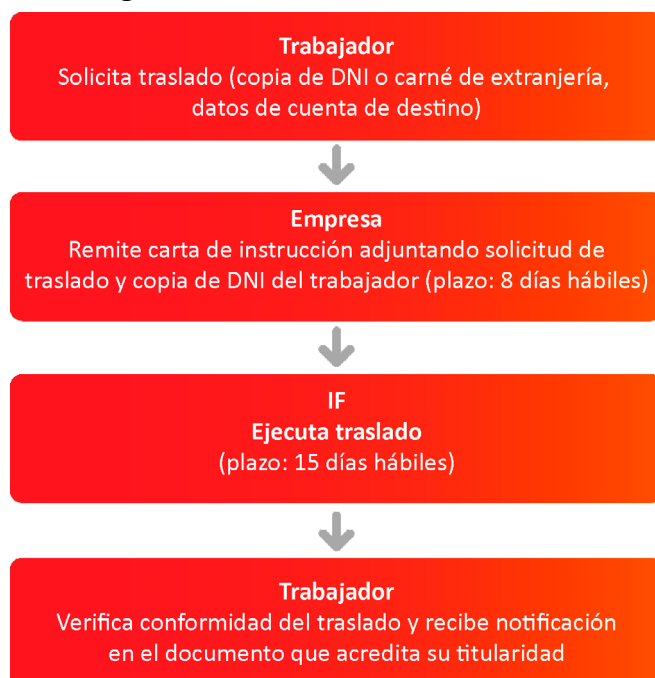 Trabajador
Solicita traslado (copia de DNI o carné de extranjería,
datos de cuenta de destino)
Empresa
Remite carta de instrucción adjuntando solicitud de
traslado y copia de DNI del trabajador (plazo: 8 días hábiles)
IF
Ejecuta traslado
(plazo: 15 días hábiles)
Trabajador
Verifica conformidad del traslado y recibe notificación
en el documento que acredita su titularidad